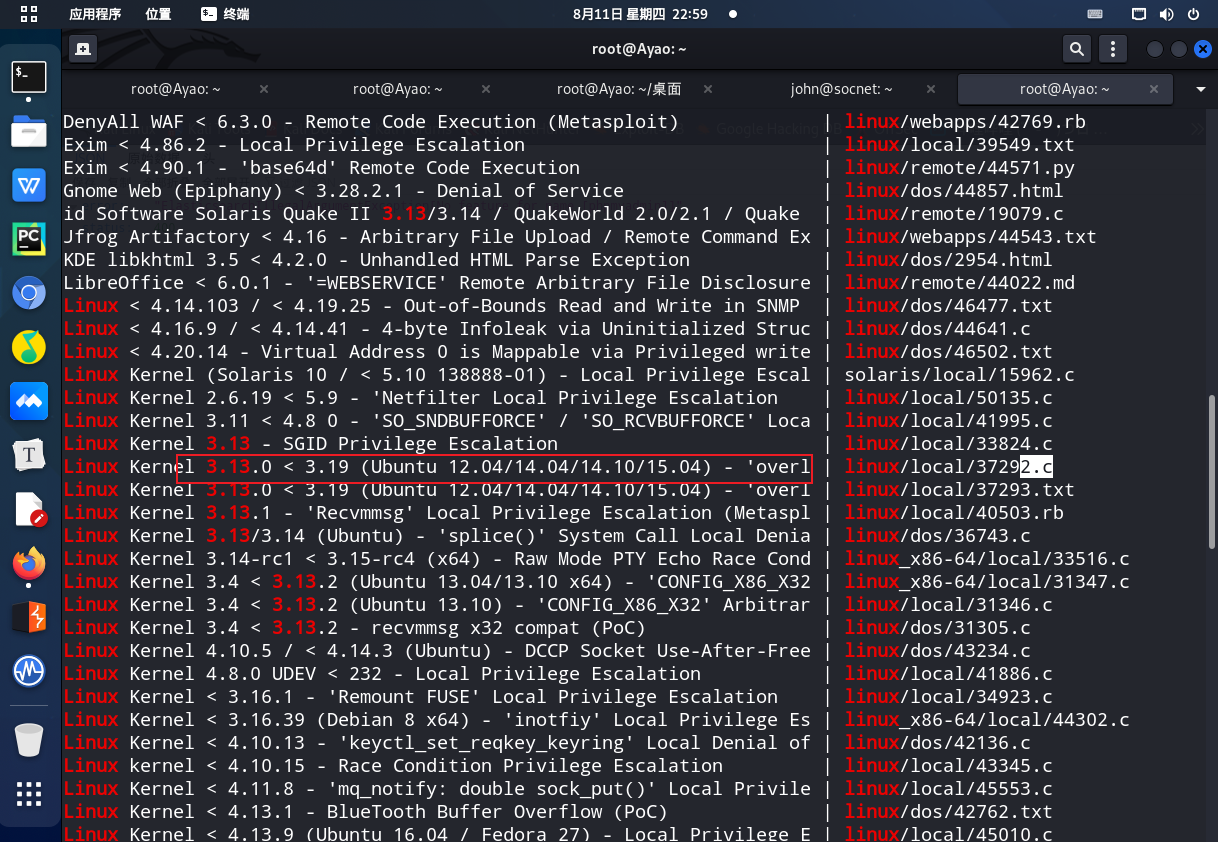 应用程序 位置 终端 8月11日 星期四 22:59
root@Ayao: ~
root@Ayao: ~ root@Ayao: ~ root@Ayao: ~/桌面 john@socnet: ~ root@Ayao: ~
DenyAll WAF < 6.3.0 - Remote Code Execution (Metasploit) | linux/webapps/42769.rb
Exim < 4.86.2 - Local Privilege Escalation | linux/local/39549.txt
Exim < 4.90.1 - 'base64d' Remote Code Execution | linux/remote/44571.py
Gnome Web (Epiphany) < 3.28.2.1 - Denial of Service | linux/dos/44857.html
id Software Solaris Quake II 3.13/3.14 / QuakeWorld 2.0/2.1 / Quake | linux/remote/19079.c
Jfrog Artifactory < 4.16 - Arbitrary File Upload / Remote Command Ex | linux/webapps/44543.txt
KDE libkhtml 3.5 < 4.2.0 - Unhandled HTML Parse Exception | linux/dos/2954.html
LibreOffice < 6.0.1 - '=WEBSERVICE' Remote Arbitrary File Disclosure | linux/remote/44022.md
Linux < 4.14.103 / < 4.19.25 - Out-of-Bounds Read and Write in SNMP | linux/dos/46477.txt
Linux < 4.16.9 / < 4.14.41 - 4-byte Infoleak via Uninitialized Struc | linux/dos/44641.c
Linux < 4.20.14 - Virtual Address 0 is Mappable via Privileged write | linux/dos/46502.txt
Linux Kernel (Solaris 10 / < 5.10 138888-01) - Local Privilege Escal | solaris/local/15962.c
Linux Kernel 2.6.19 < 5.9 - 'Netfilter Local Privilege Escalation | linux/local/50135.c
Linux Kernel 3.11 < 4.8 0 - 'SO_SNDBUFFORCE' / 'SO_RCVBUFFORCE' Loca | linux/local/41995.c
Linux Kernel 3.13 - SGID Privilege Escalation | linux/local/33824.c
Linux Kernel 3.13.0 < 3.19 (Ubuntu 12.04/14.04/14.10/15.04) - 'overl | linux/local/37292.c
Linux Kernel 3.13.0 < 3.19 (Ubuntu 12.04/14.04/14.10/15.04) - 'overl | linux/local/37293.txt
Linux Kernel 3.13.1 - 'Recvmmsg' Local Privilege Escalation (Metaspl | linux/local/40503.rb
Linux Kernel 3.13/3.14 (Ubuntu) - 'splice()' System Call Local Denia | linux/dos/36743.c
Linux Kernel 3.14-rc1 < 3.15-rc4 (x64) - Raw Mode PTY Echo Race Cond | linux_x86-64/local/33516.c
Linux Kernel 3.4 < 3.13.2 (Ubuntu 13.04/13.10 x64) - 'CONFIG_X86_X32 | linux_x86-64/local/31347.c
Linux Kernel 3.4 < 3.13.2 (Ubuntu 13.10) - 'CONFIG_X86_X32' Arbitrar | linux/local/31346.c
Linux Kernel 3.4 < 3.13.2 - recvmmsg x32 compat (PoC) | linux/dos/31305.c
Linux Kernel 4.10.5 / < 4.14.3 (Ubuntu) - DCCP Socket Use-After-Free | linux/dos/43234.c
Linux Kernel 4.8.0 UDEV < 232 - Local Privilege Escalation | linux/local/41886.c
Linux Kernel < 3.16.1 - 'Remount FUSE' Local Privilege Escalation | linux/local/34923.c
Linux Kernel < 3.16.39 (Debian 8 x64) - 'inotfiy' Local Privilege Es | linux_x86-64/local/44302.c
Linux Kernel < 4.10.13 - 'keyctl_set_reqkey_keyring' Local Denial of | linux/dos/42136.c
Linux kernel < 4.10.15 - Race Condition Privilege Escalation | linux/local/43345.c
Linux Kernel < 4.11.8 - 'mq_notify: double sock_put()' Local Privile | linux/local/45553.c
Linux Kernel < 4.13.1 - BlueTooth Buffer Overflow (PoC) | linux/dos/42762.txt
Linux Kernel < 4.13.9 (Ubuntu 16.04 / Fedora 27) - Local Privilege E | linux/local/45010.c